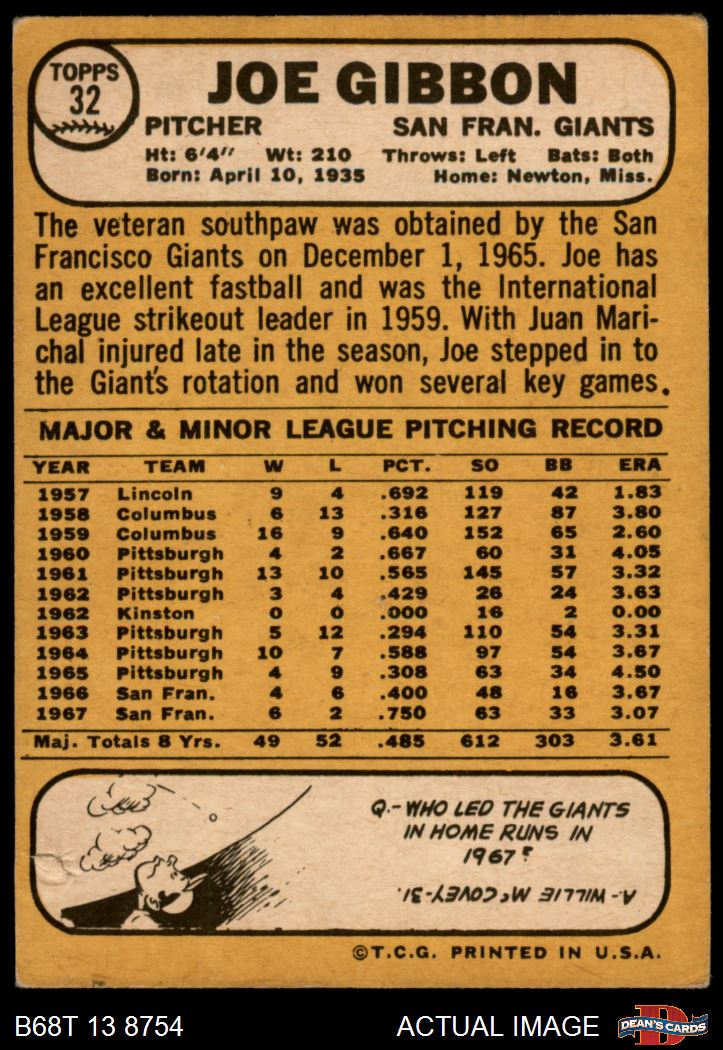 TOPPS
32
JOE GIBBON
PITCHER SAN FRAN. GIANTS
Ht: 6'4" Wt: 210 Throws: Left Bats: Both
Born: April 10, 1935 Home: Newton, Miss.
The veteran southpaw was obtained by the San
Francisco Giants on December 1, 1965. Joe has
an excellent fastball and was the International
League strikeout leader in 1959. With Juan Mari-
chal injured late in the season, Joe stepped in to
the Giant's rotation and won several key games.
MAJOR & MINOR LEAGUE PITCHING RECORD
YEAR TEAM W L PCT. SO BB ERA
1957 Lincoln 9 4 .692 119 42 1.83
1958 Columbus 6 13 .316 127 87 3.80
1959 Columbus 16 9 .640 152 65 2.60
1960 Pittsburgh 4 2 .667 60 31 4.05
1961 Pittsburgh 13 10 .565 145 57 3.32
1962 Pittsburgh 3 4 .429 26 24 3.63
1962 Kinston 0 0 .000 16 2 0.00
1963 Pittsburgh 5 12 .294 110 54 3.31
1964 Pittsburgh 10 7 .588 97 54 3.67
1965 Pittsburgh 4 9 .308 63 34 4.50
1966 San Fran. 4 6 .400 48 16 3.67
1967 San Fran. 6 2 .750 63 33 3.07
Maj. Totals 8 Yrs. 49 52 .485 612 303 3.61
Q.- WHO LED THE GIANTS
IN HOME RUNS IN
1967?
A.- WILLIE McCOVEY-31.
©T.C.G. PRINTED IN U.S.A.
B68T 13 8754 ACTUAL IMAGE
D
DEAN'S CARDS